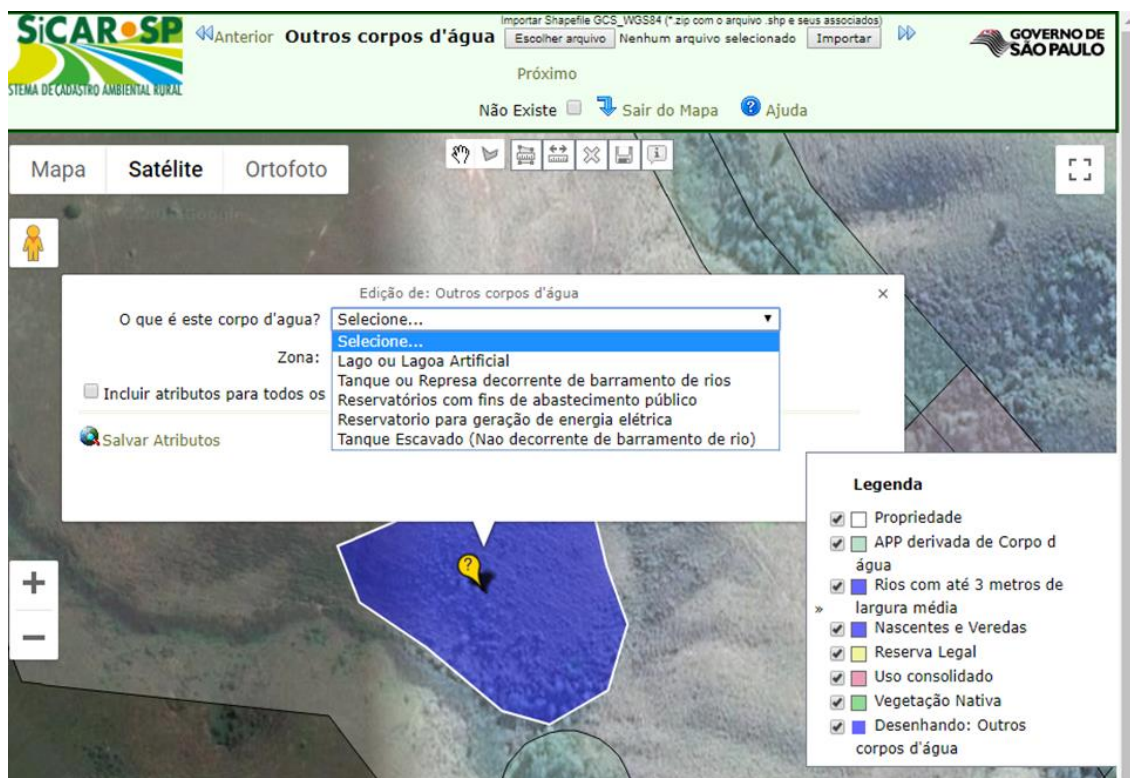 SiCAR SP
SISTEMA DE CADASTRO AMBIENTAL RURAL
Anterior
Outros corpos d'água
Importar Shapefile GCS_WGS84 (*.zip com o arquivo .shp e seus associados)
Escolher arquivo Nenhum arquivo selecionado Importar
Próximo
GOVERNO DE
SÃO PAULO
Não Existe Sair do Mapa ? Ajuda
Mapa Satélite Ortofoto
Edição de: Outros corpos d'água ×
O que é este corpo d'agua? Selecione...
Selecione...
Zona:
Lago ou Lagoa Artificial
Tanque ou Represa decorrente de barramento de rios
Incluir atributos para todos os
Reservatórios com fins de abastecimento público
Reservatorio para geração de energia elétrica
Salvar Atributos
Tanque Escavado (Nao decorrente de barramento de rio)
?
+
−
»
Legenda
Propriedade
APP derivada de Corpo d
água
Rios com até 3 metros de
largura média
Nascentes e Veredas
Reserva Legal
Uso consolidado
Vegetação Nativa
Desenhando: Outros
corpos d'água